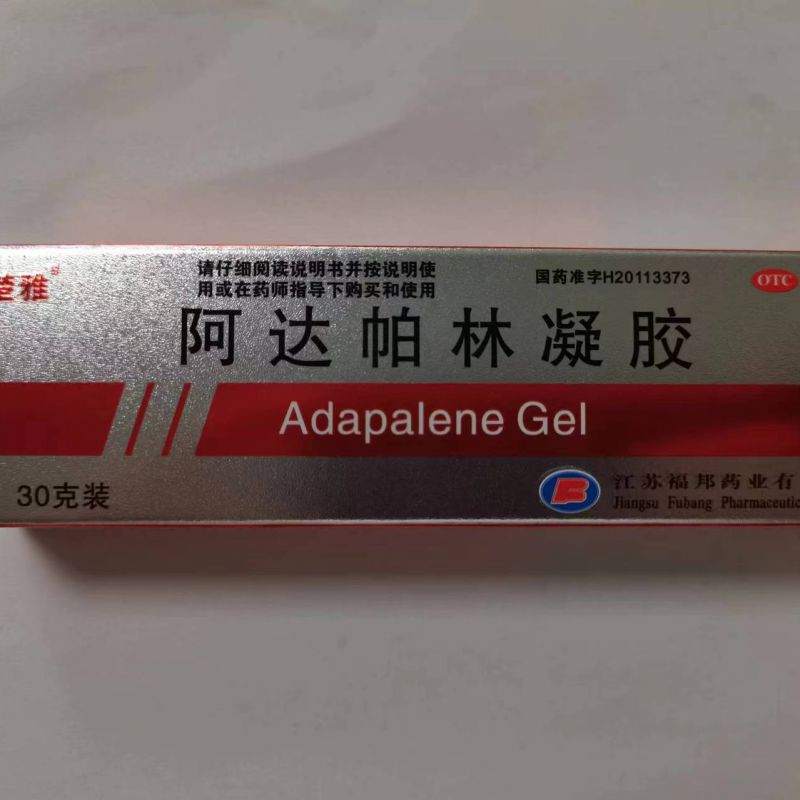 楚雅
请仔细阅读说明书并按说明使
用或在药师指导下购买和使用
国药准字H20113373
OTC
阿达帕林凝胶
Adapalene Gel
30克装
江苏福邦药业有
Jiangsu Fubang Pharmaceutic